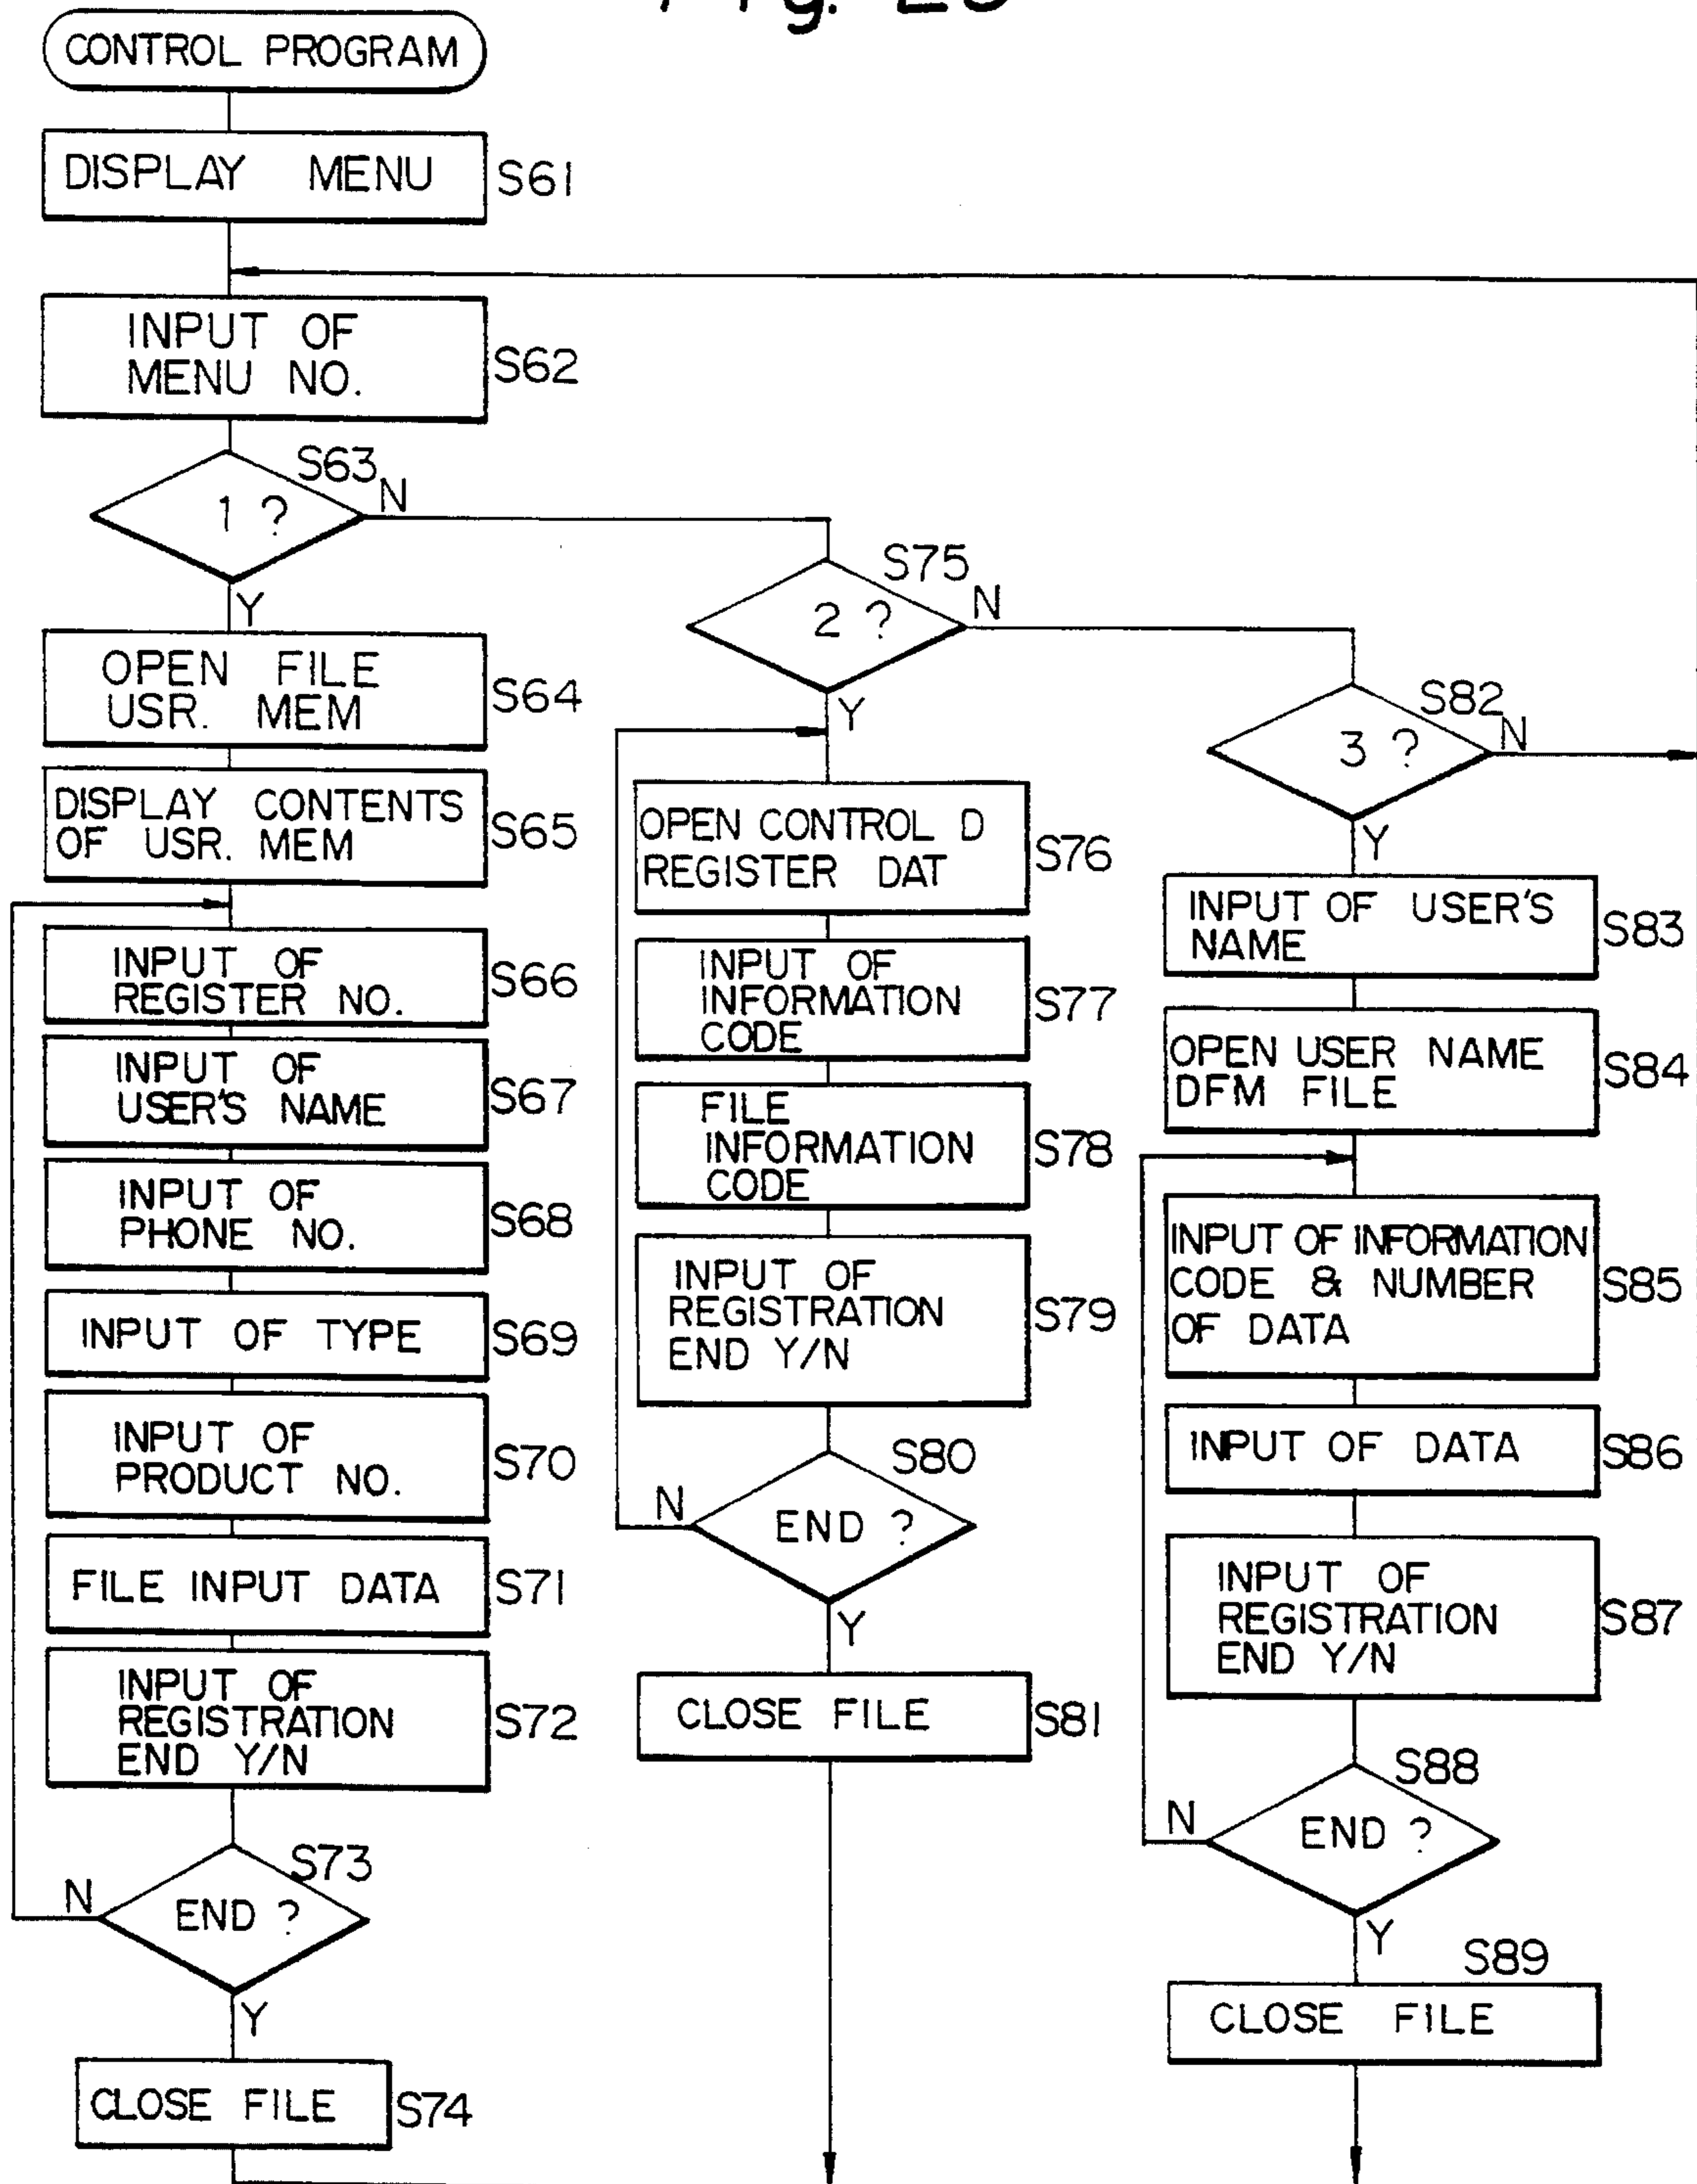 CONTROL PROGRAM
DISPLAY MENU
S61
INPUT OF
MENU NO.
S62
S63
1 ?
N
Y
OPEN FILE
USR. MEM
S64
DISPLAY CONTENTS
OF USR. MEM
S65
INPUT OF
REGISTER NO.
S66
INPUT OF
USER'S NAME
S67
INPUT OF
PHONE NO.
S68
INPUT OF TYPE
S69
INPUT OF
PRODUCT NO.
S70
FILE INPUT DATA
S71
INPUT OF
REGISTRATION
END Y/N
S72
S73
END ?
N
Y
CLOSE FILE
S74
S75
2 ?
N
Y
OPEN CONTROL D
REGISTER DAT
S76
INPUT OF
INFORMATION
CODE
S77
FILE
INFORMATION
CODE
S78
INPUT OF
REGISTRATION
END Y/N
S79
S80
END ?
N
Y
CLOSE FILE
S81
S82
3 ?
N
Y
INPUT OF USER'S
NAME
S83
OPEN USER NAME
DFM FILE
S84
INPUT OF INFORMATION
CODE & NUMBER
OF DATA
S85
INPUT OF DATA
S86
INPUT OF
REGISTRATION
END Y/N
S87
S88
END ?
N
Y
S89
CLOSE FILE